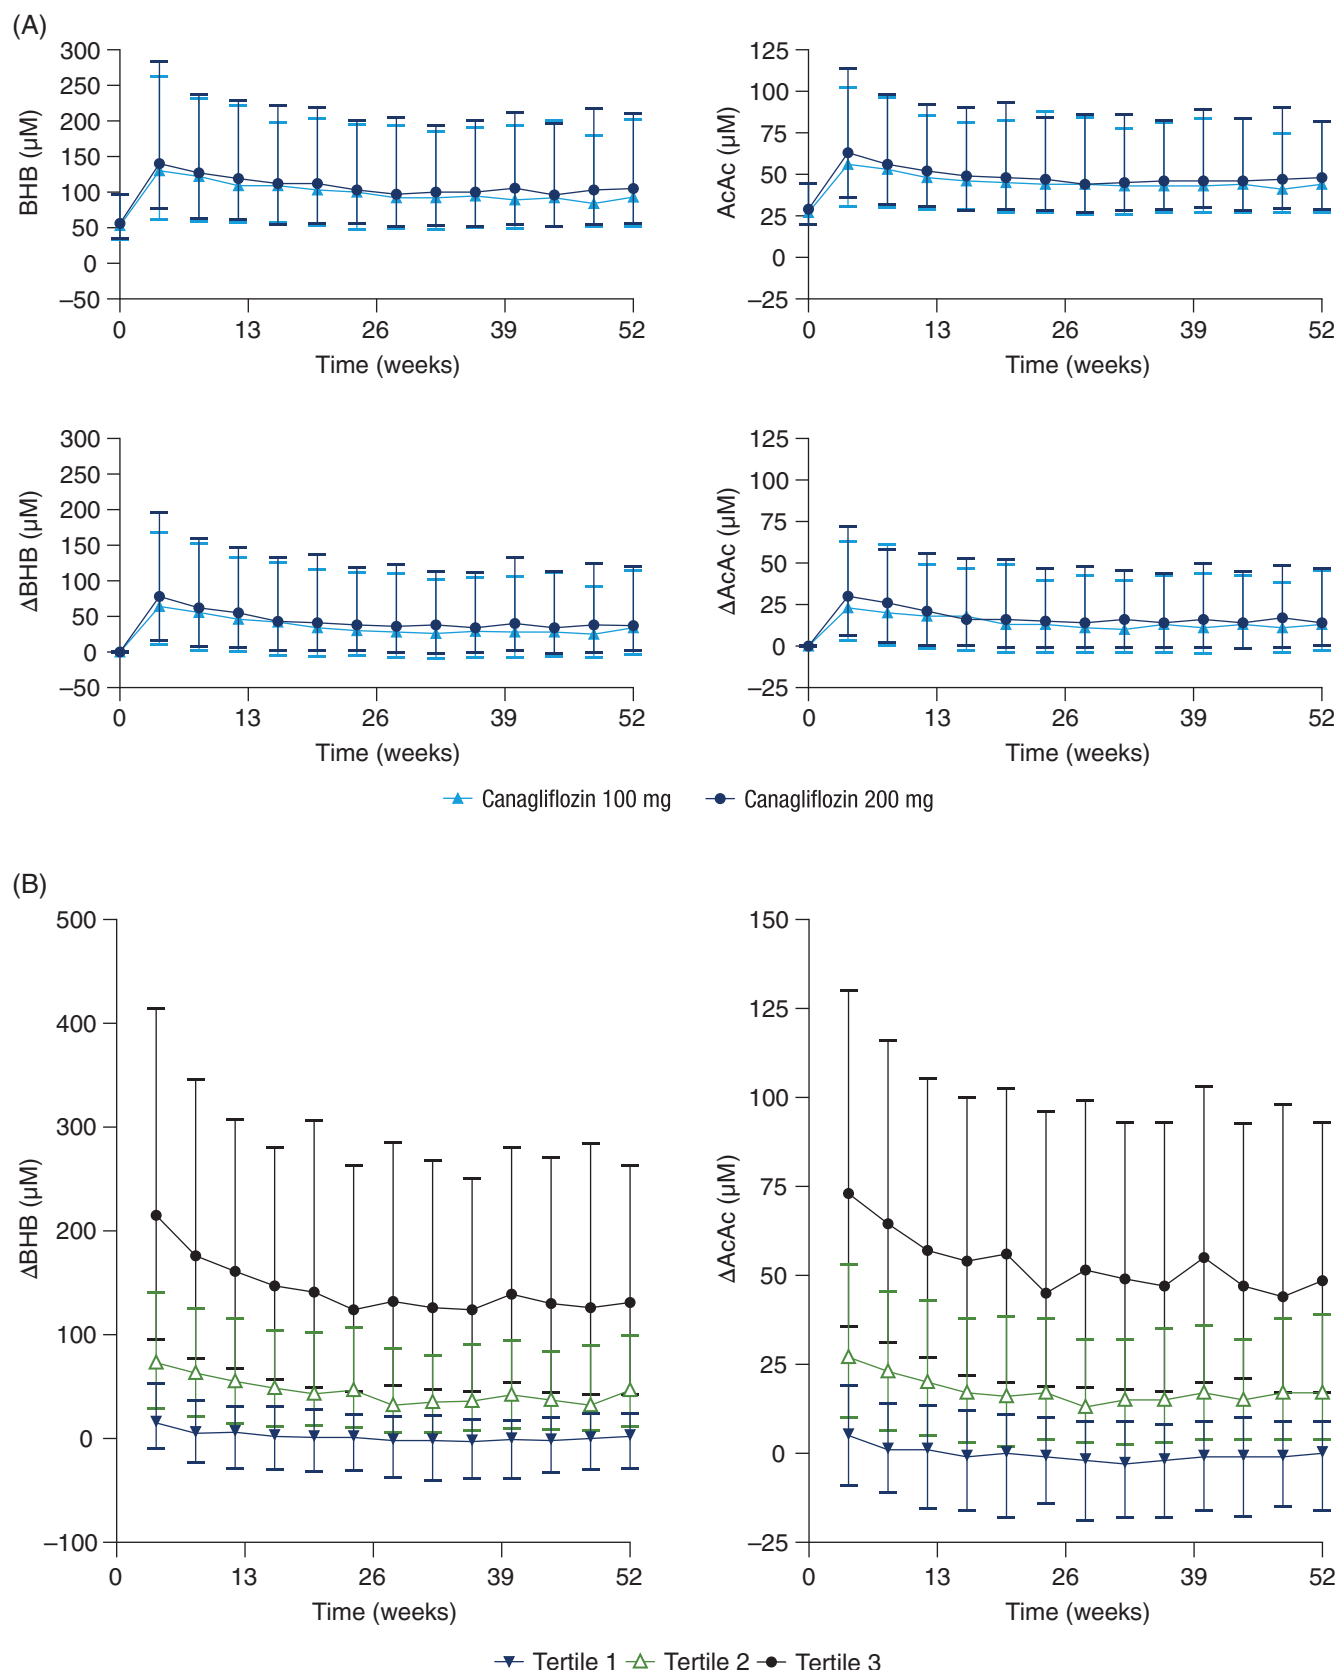 (A)
300
250
200
150
100
50
0
–50
BHB (µM)
0 13 26 39 52
Time (weeks)
125
100
75
50
25
0
–25
AcAc (µM)
0 13 26 39 52
Time (weeks)
300
250
200
150
100
50
0
–50
ΔBHB (µM)
0 13 26 39 52
Time (weeks)
125
100
75
50
25
0
–25
ΔAcAc (µM)
0 13 26 39 52
Time (weeks)
Canagliflozin 100 mg Canagliflozin 200 mg
(B)
500
400
300
200
100
0
–100
ΔBHB (µM)
0 13 26 39 52
Time (weeks)
150
125
100
75
50
25
0
–25
ΔAcAc (µM)
0 13 26 39 52
Time (weeks)
Tertile 1 Tertile 2 Tertile 3